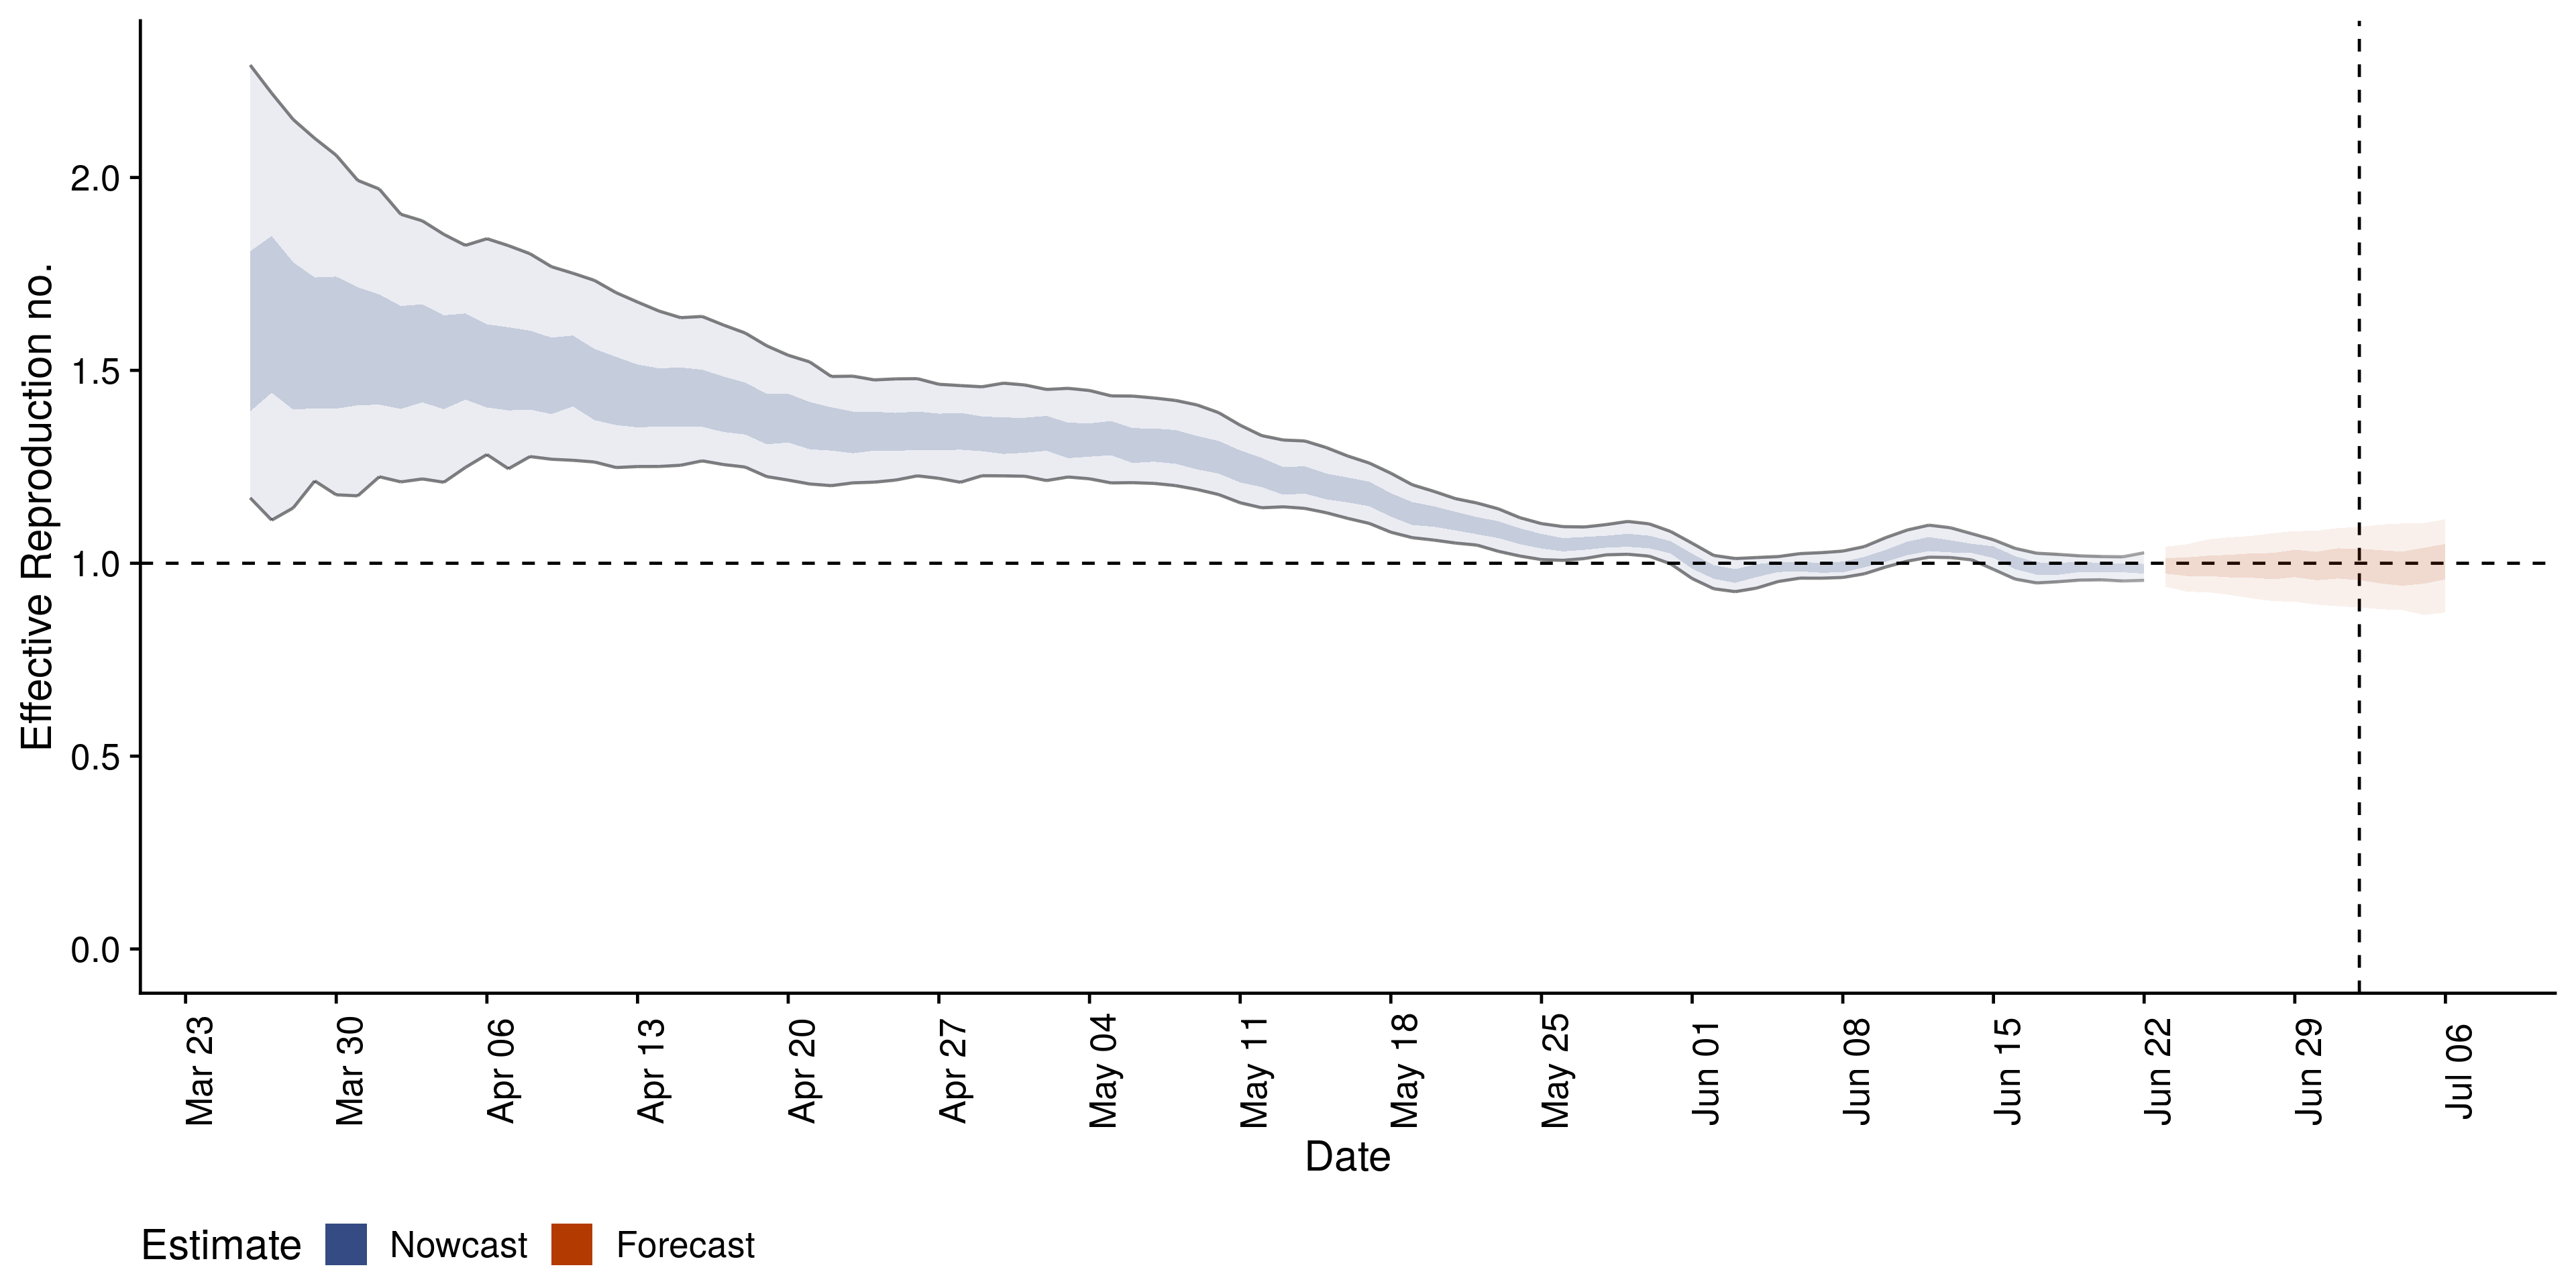 Effective Reproduction no.
2.0
1.5
1.0
0.5
0.0
Mar 23
Mar 30
Apr 06
Apr 13
Apr 20
Apr 27
May 04
May 11
May 18
May 25
Jun 01
Jun 08
Jun 15
Jun 22
Jun 29
Jul 06
Date
Estimate Nowcast Forecast